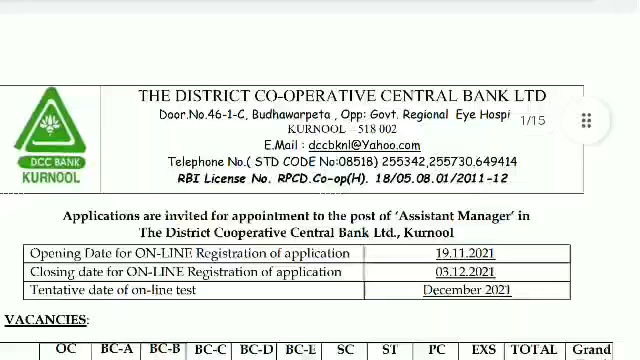 THE DISTRICT CO-OPERATIVE CENTRAL BANK LTD
Door.No.46-1-C, Budhawarpeta , Opp: Govt. Regional Eye Hospi
1/15
KURNOOL – 518 002
E.Mail : dccbknl@Yahoo.com
Telephone No.( STD CODE No:08518) 255342,255730,649414
RBI License No. RPCD.Co-op(H). 18/05.08.01/2011-12
DCC BANK
KURNOOL
Applications are invited for appointment to the post of 'Assistant Manager' in
The District Cooperative Central Bank Ltd., Kurnool
Opening Date for ON-LINE Registration of application 19.11.2021
Closing date for ON-LINE Registration of application 03.12.2021
Tentative date of on-line test December 2021
VACANCIES:
OC BC-A BC-B BC-C BC-D BC-E SC ST PC EXS TOTAL Grand